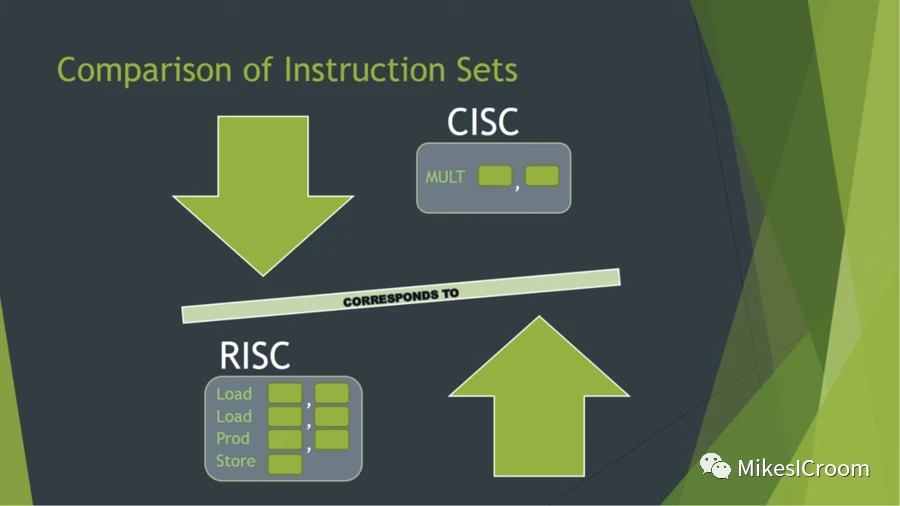 Comparison of Instruction Sets
CISC
MULT ,
CORRESPONDS TO
RISC
Load ,
Load ,
Prod ,
Store
MikesICroom